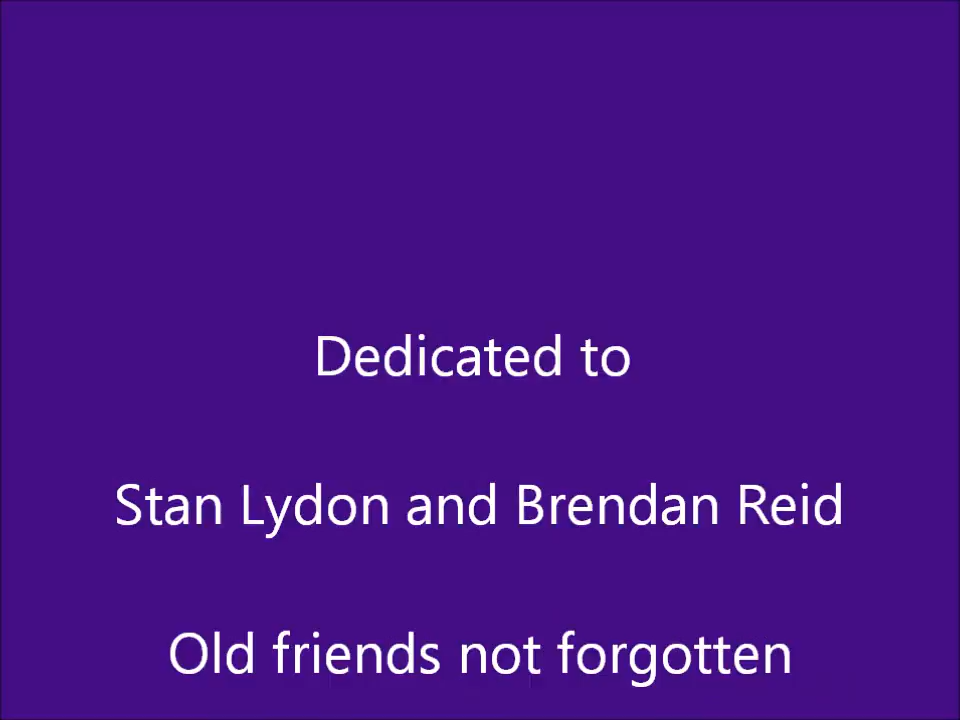 Dedicated to
Stan Lydon and Brendan Reid
Old friends not forgotten